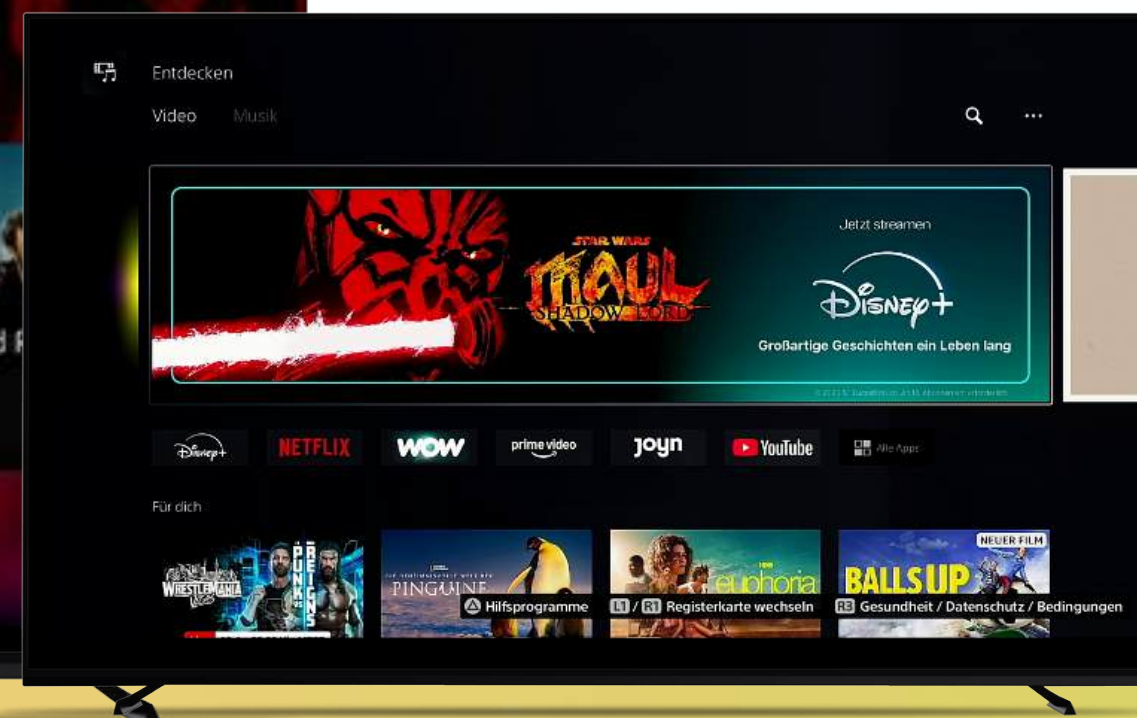 Entdecken
Video Musik
Jetzt streamen
STAR WARS
MAUL
SHADOW LORD
Disney+
Großartige Geschichten ein Leben lang
Disney+ NETFLIX WOW prime video joyn YouTube Alle Apps
Für dich
WRESTLEMANIA
PUNK VS REIGNS
PINGUINE
HBO
euphoria
NEUER FILM
BALLS UP
Hilfsprogramme L1 / R1 Registerkarte wechseln R3 Gesundheit / Datenschutz / Bedingungen